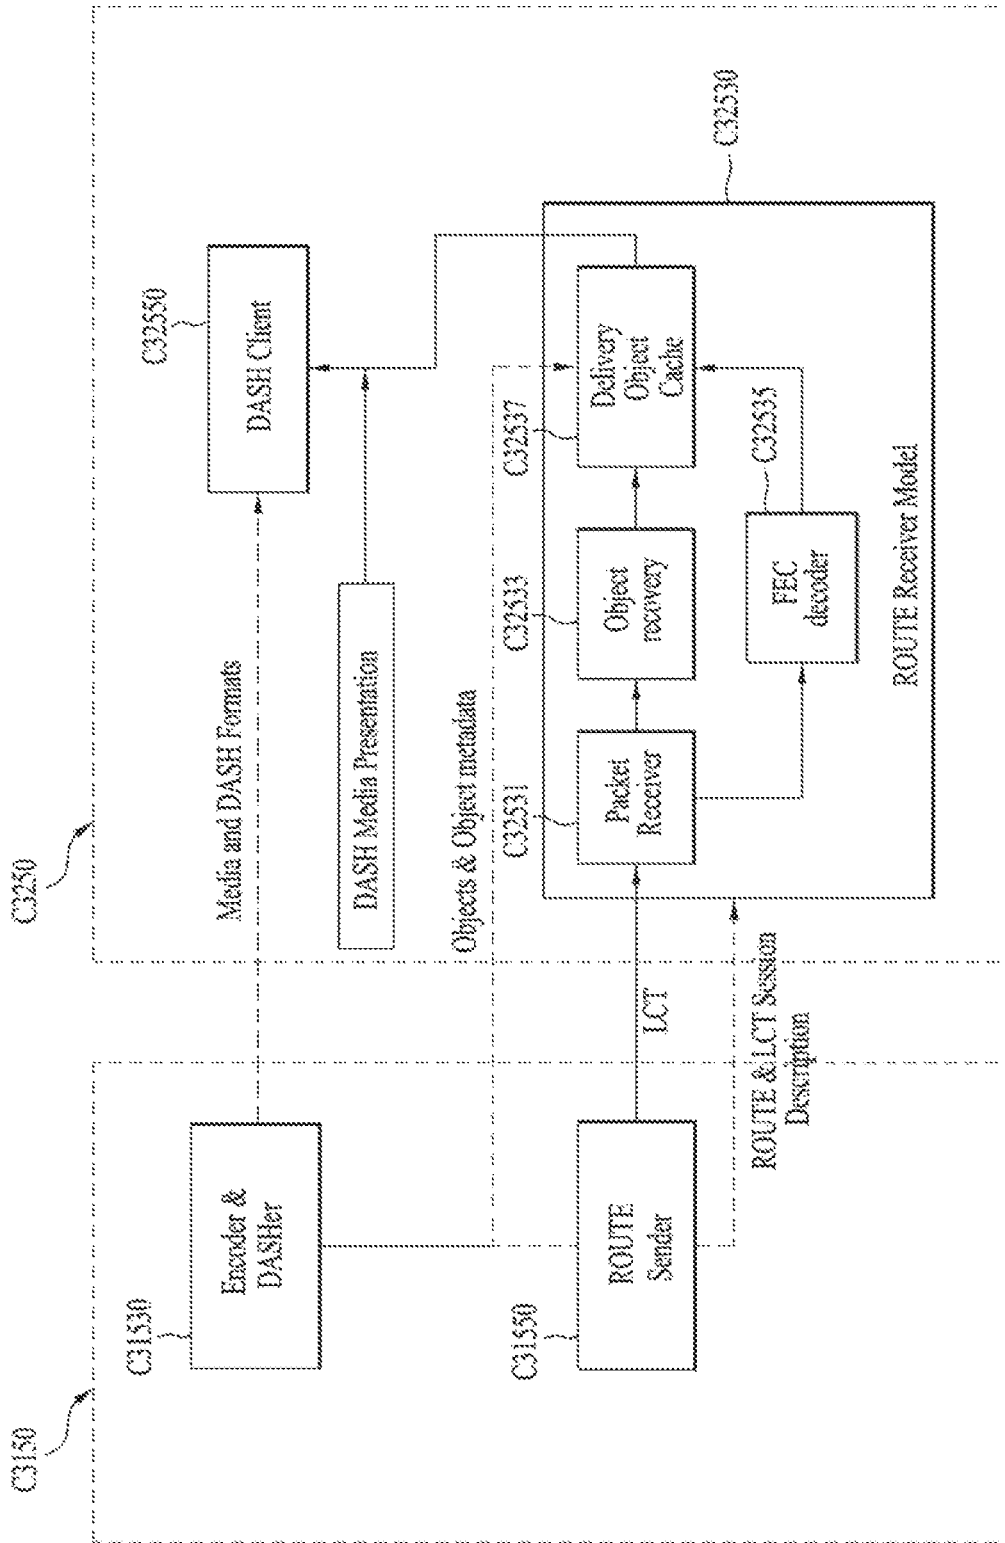 C3150
C3250
C31530
Encoder &
DASHer
Media and DASH Formats
C32550
DASH Client
DASH Media Presentation
Objects & Object metadata
C31550
ROUTE
Sender
LCT
ROUTE & LCT Session
Description
C32530
C32531
Packet
Receiver
C32533
Object
recovery
C32537
Delivery
Object
Cache
C32535
FEC
decoder
ROUTE Receiver Model